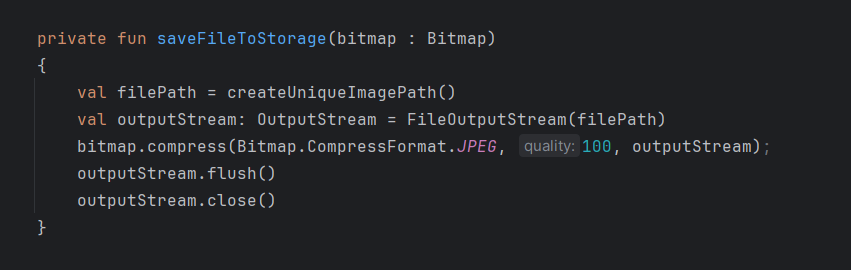 private fun saveFileToStorage(bitmap : Bitmap)
{
    val filePath = createUniqueImagePath()
    val outputStream: OutputStream = FileOutputStream(filePath)
    bitmap.compress(Bitmap.CompressFormat.JPEG, quality: 100, outputStream);
    outputStream.flush()
    outputStream.close()
}